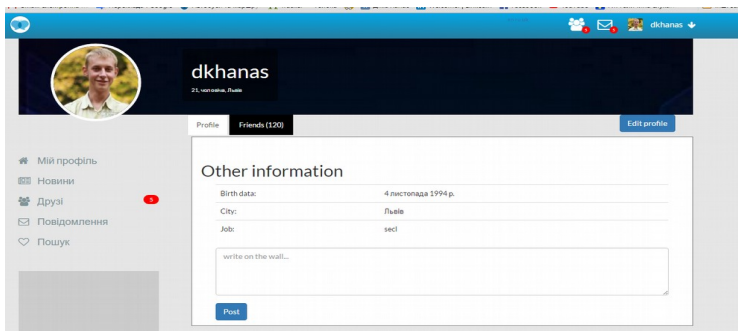 dkhanas
dkhanas
21, чоловіча, Львів
Profile
Friends (120)
Edit profile
Мій профіль
Новини
Друзі
5
Повідомлення
Пошук
Other information
Birth data:
4 листопада 1994 р.
City:
Львів
Job:
secl
write on the wall...
Post